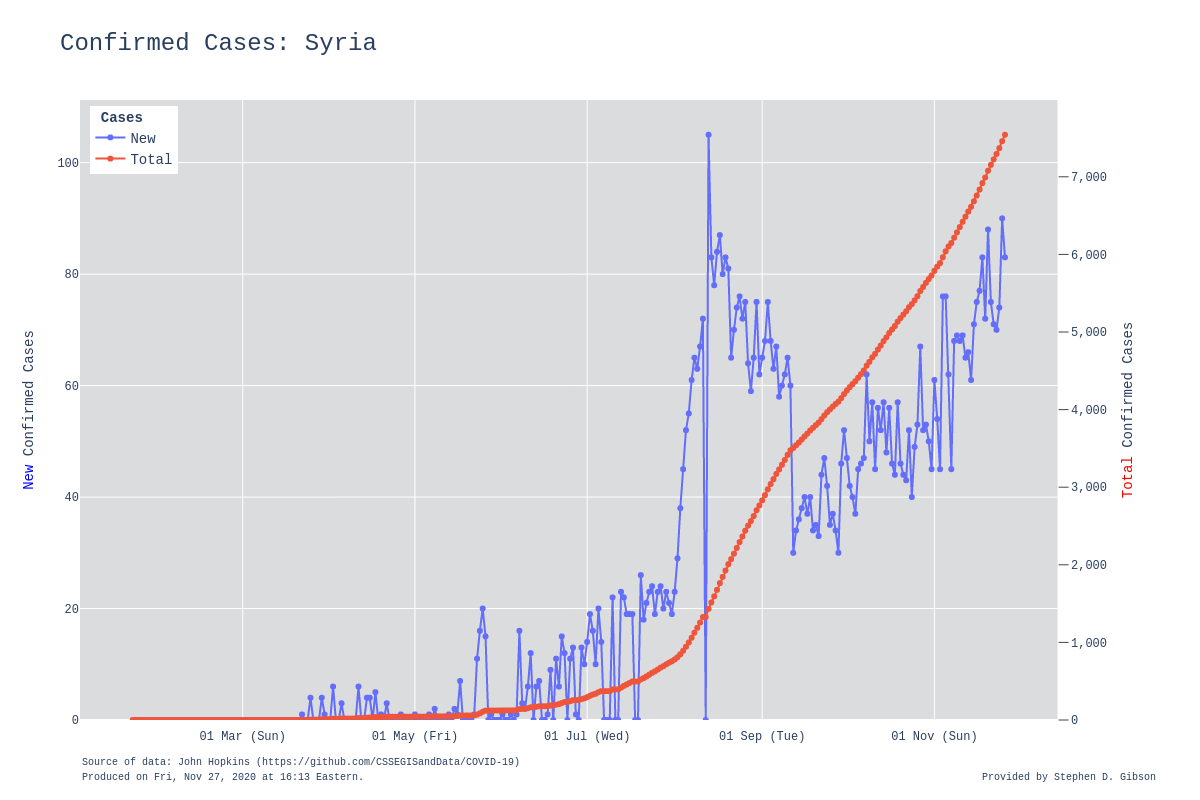 Confirmed Cases: Syria
Cases
New
Total
100
80
60
40
20
0
7,000
6,000
5,000
4,000
3,000
2,000
1,000
0
New Confirmed Cases
Total Confirmed Cases
01 Mar (Sun)
01 May (Fri)
01 Jul (Wed)
01 Sep (Tue)
01 Nov (Sun)
Source of data: John Hopkins (https://github.com/CSSEGISandData/COVID-19)
Produced on Fri, Nov 27, 2020 at 16:13 Eastern.
Provided by Stephen D. Gibson